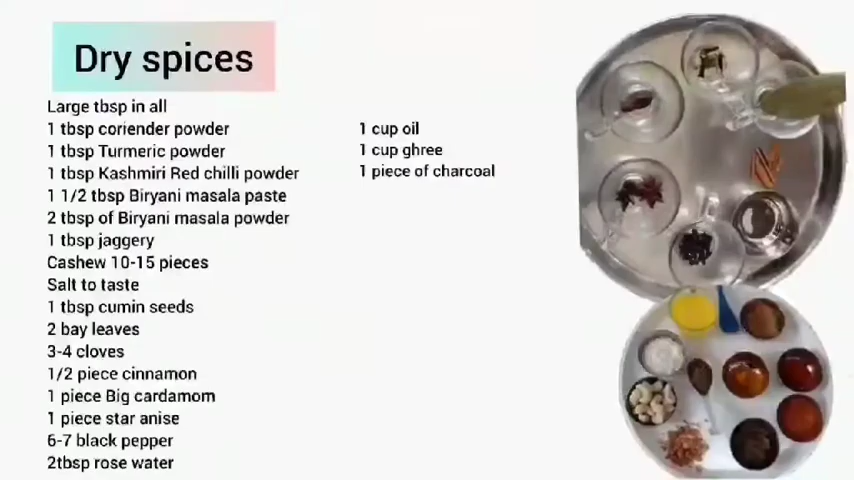 Dry spices
Large tbsp in all
1 tbsp coriender powder
1 tbsp Turmeric powder
1 tbsp Kashmiri Red chilli powder
1 1/2 tbsp Biryani masala paste
2 tbsp of Biryani masala powder
1 tbsp jaggery
Cashew 10-15 pieces
Salt to taste
1 tbsp cumin seeds
2 bay leaves
3-4 cloves
1/2 piece cinnamon
1 piece Big cardamom
1 piece star anise
6-7 black pepper
2tbsp rose water
1 cup oil
1 cup ghree
1 piece of charcoal